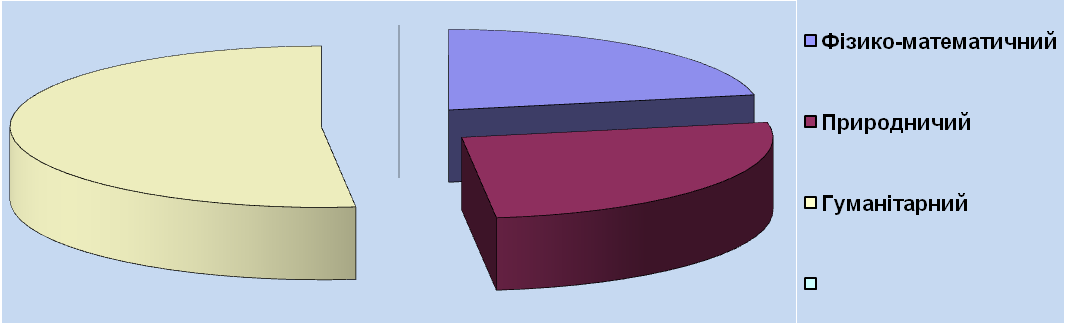 Фізико-математичний
Природничий
Гуманітарний